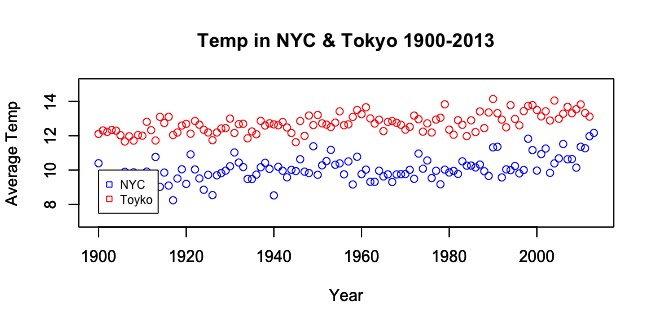 Temp in NYC & Tokyo 1900-2013
Average Temp
14
12
10
8
NYC
Toyko
1900 1920 1940 1960 1980 2000
Year